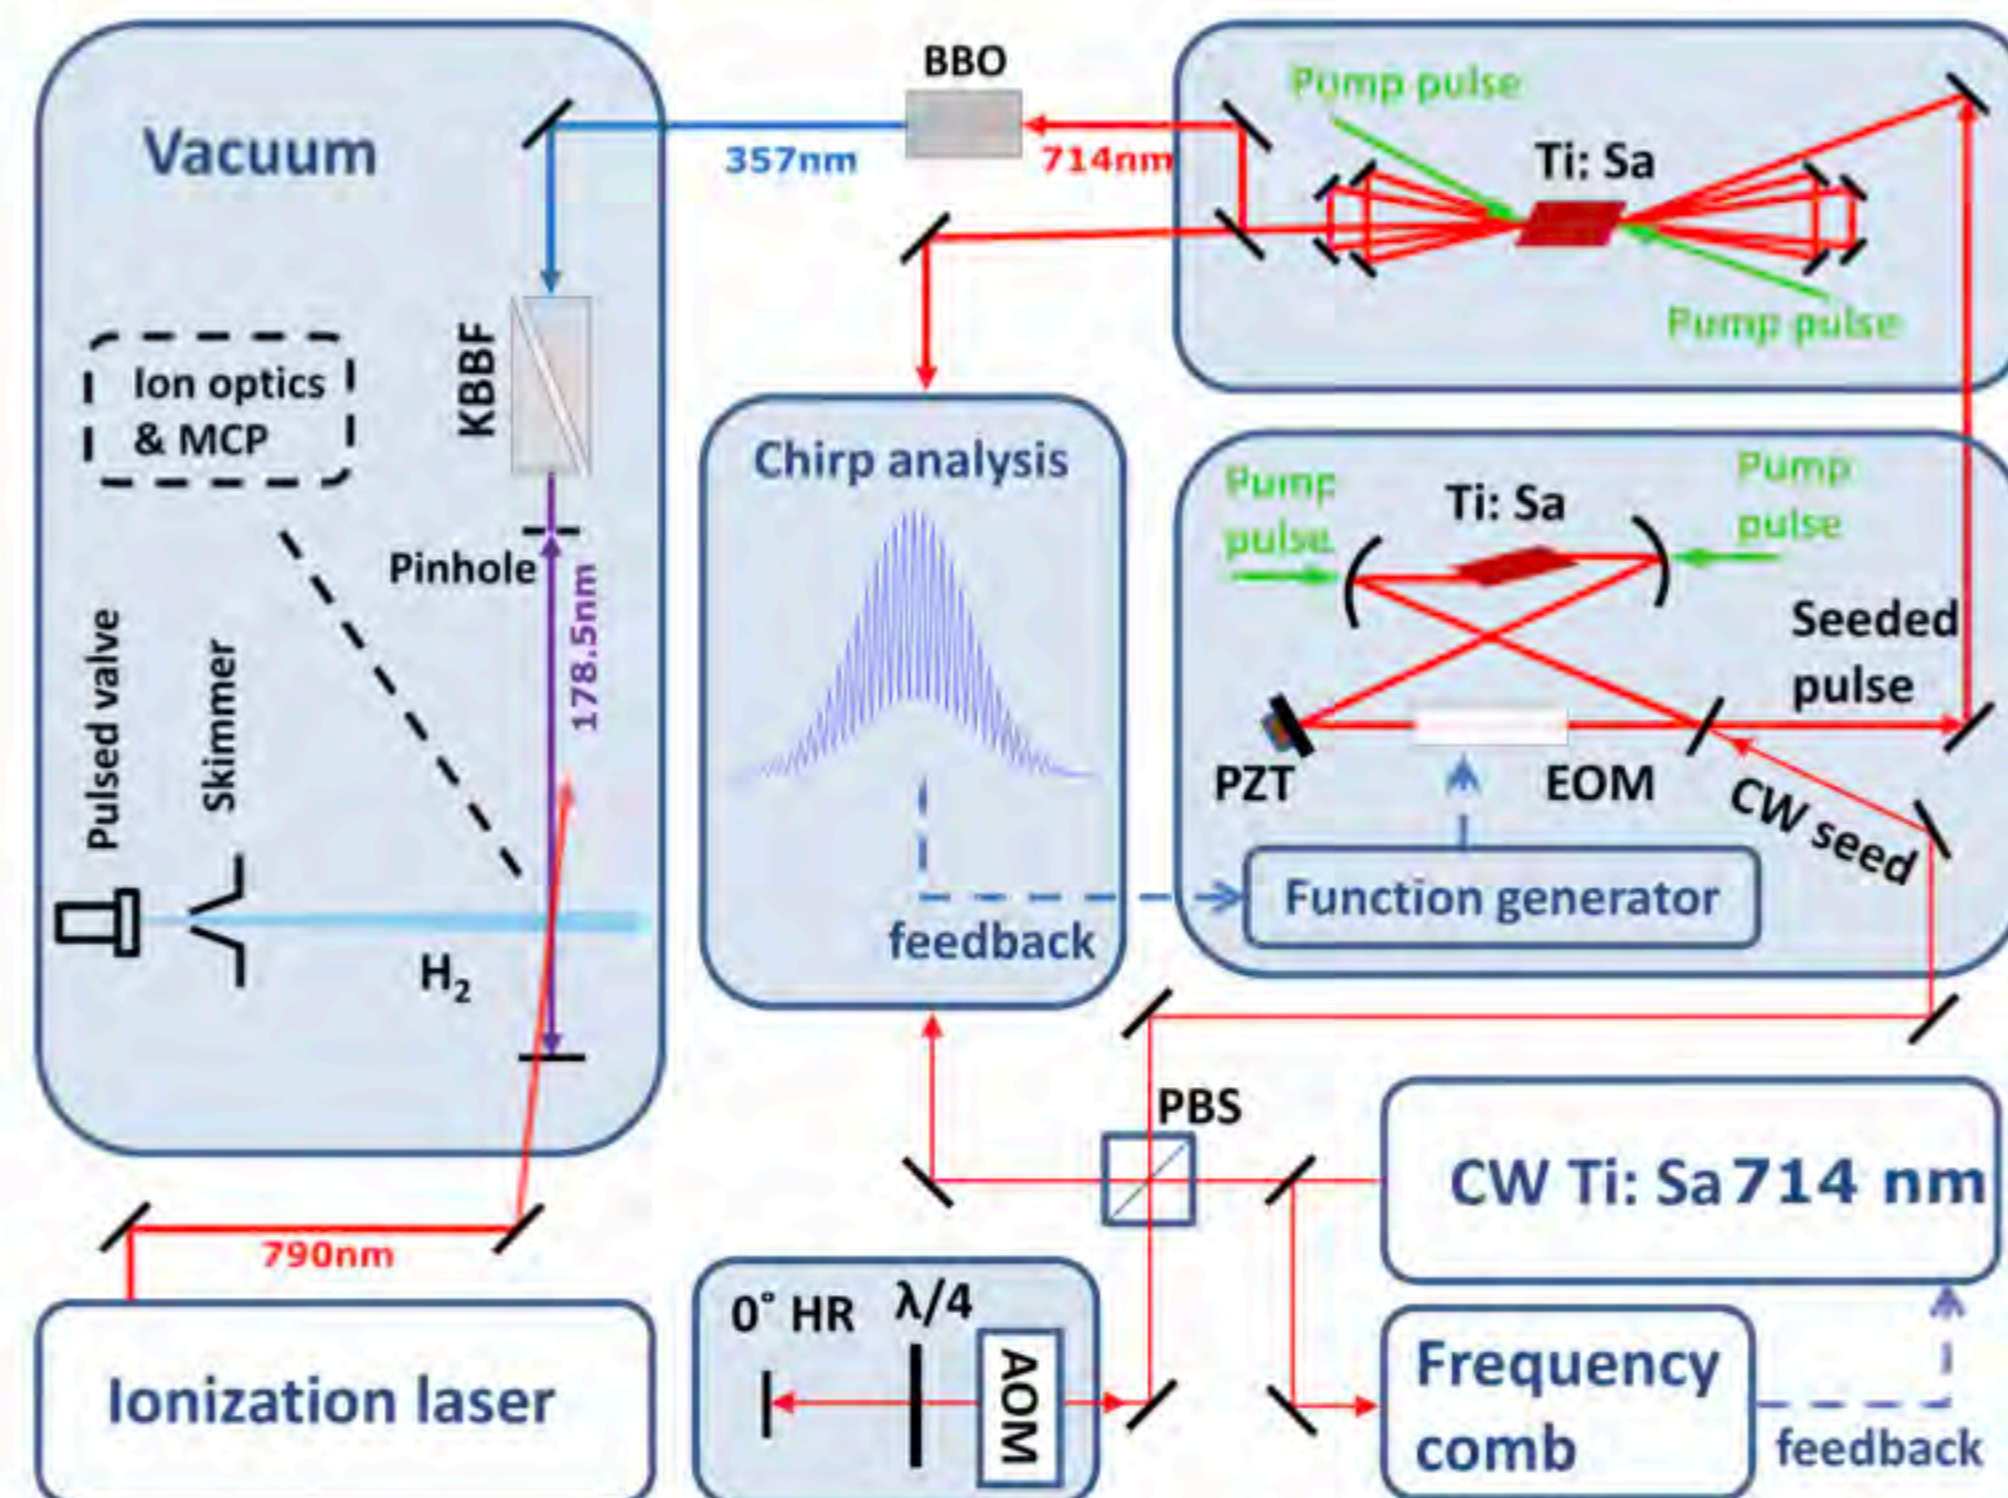 Vacuum
Ion optics
& MCP
KBBF
Pinhole
178.5nm
Pulsed valve
Skimmer
H₂
790nm
Ionization laser
BBO
357nm
714nm
Pump pulse
Ti: Sa
Pump pulse
Chirp analysis
feedback
Pump
pulse
Ti: Sa
Pump
pulse
Seeded
pulse
PZT
EOM
CW seed
Function generator
PBS
CW Ti: Sa 714 nm
0° HR
λ/4
AOM
Frequency
comb
feedback